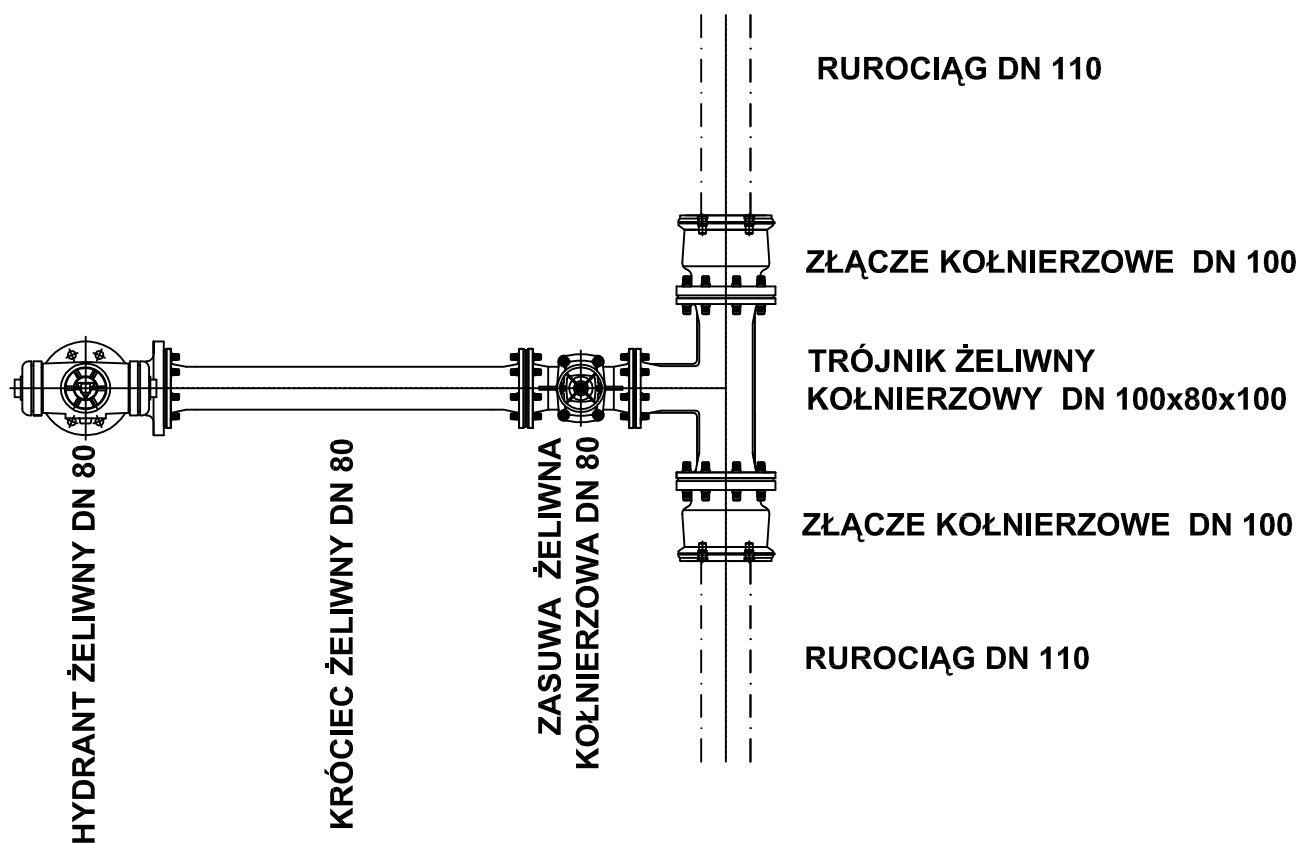 RUROCIĄG DN 110
ZŁĄCZE KOŁNIERZOWE DN 100
TRÓJNIK ŻELIWNY
KOŁNIERZOWY DN 100x80x100
ZŁĄCZE KOŁNIERZOWE DN 100
RUROCIĄG DN 110
HYDRANT ŻELIWNY DN 80
KRÓCIEC ŻELIWNY DN 80
ZASUWA ŻELIWNA
KOŁNIERZOWA DN 80